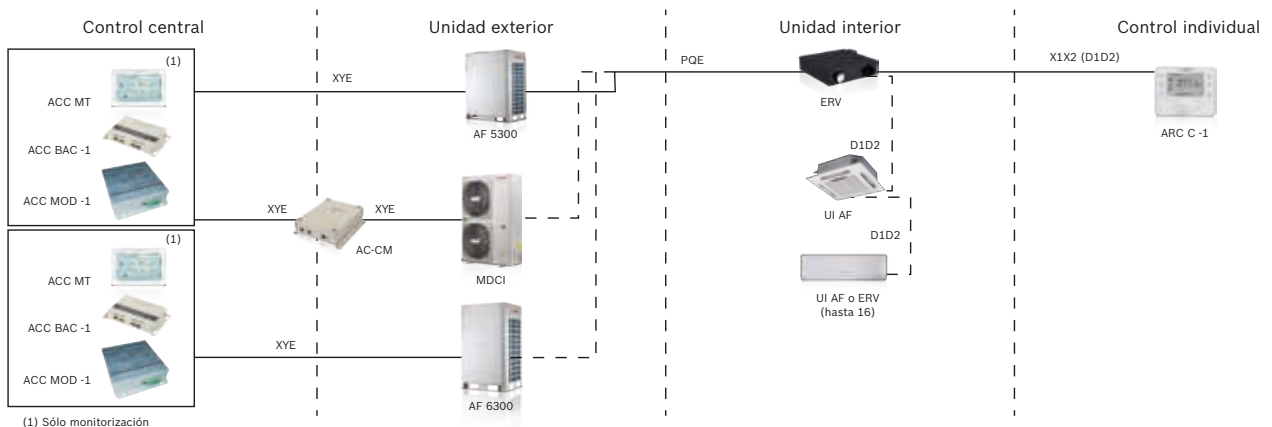 Control central
Unidad exterior
Unidad interior
Control individual
(1)
ACC MT
ACC BAC -1
ACC MOD -1
XYE
AF 5300
PQE
ERV
X1X2 (D1D2)
ARC C -1
D1D2
UI AF
XYE
XYE
AC-CM
MDCI
D1D2
UI AF o ERV
(hasta 16)
(1)
ACC MT
ACC BAC -1
ACC MOD -1
XYE
AF 6300
(1) Sólo monitorización